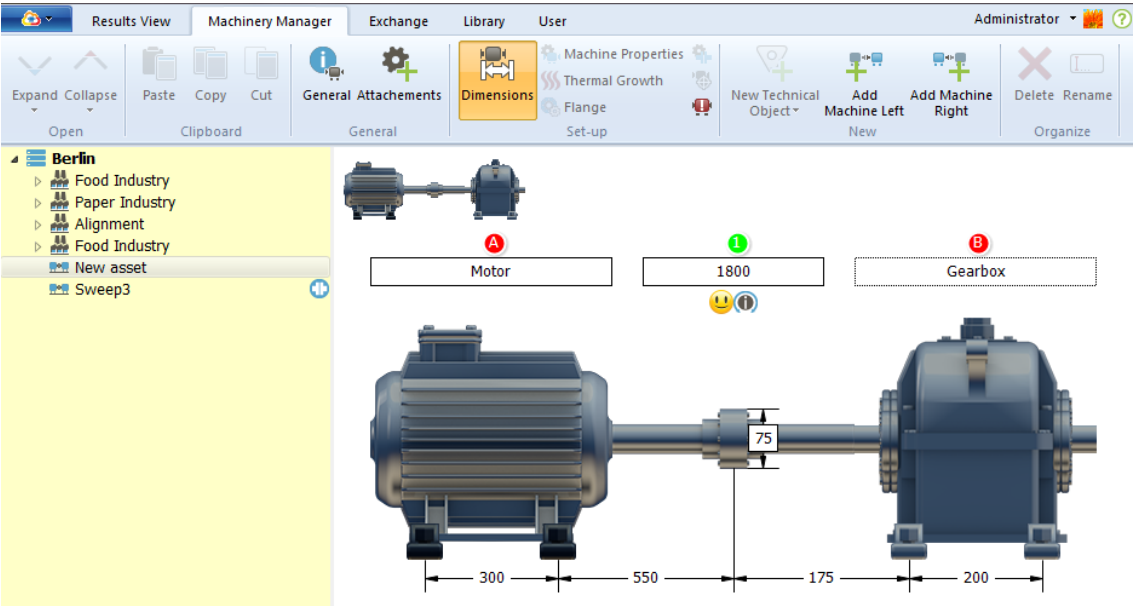 Results View Machinery Manager Exchange Library User Administrator ?
Expand Collapse Paste Copy Cut General Attachements Dimensions Machine Properties Thermal Growth Flange New Technical Object Add Machine Left Add Machine Right Delete Rename
Open Clipboard General Set-up New Organize
Berlin
Food Industry
Paper Industry
Alignment
Food Industry
New asset
Sweep3
A 1 B
Motor 1800 Gearbox
75
300 550 175 200